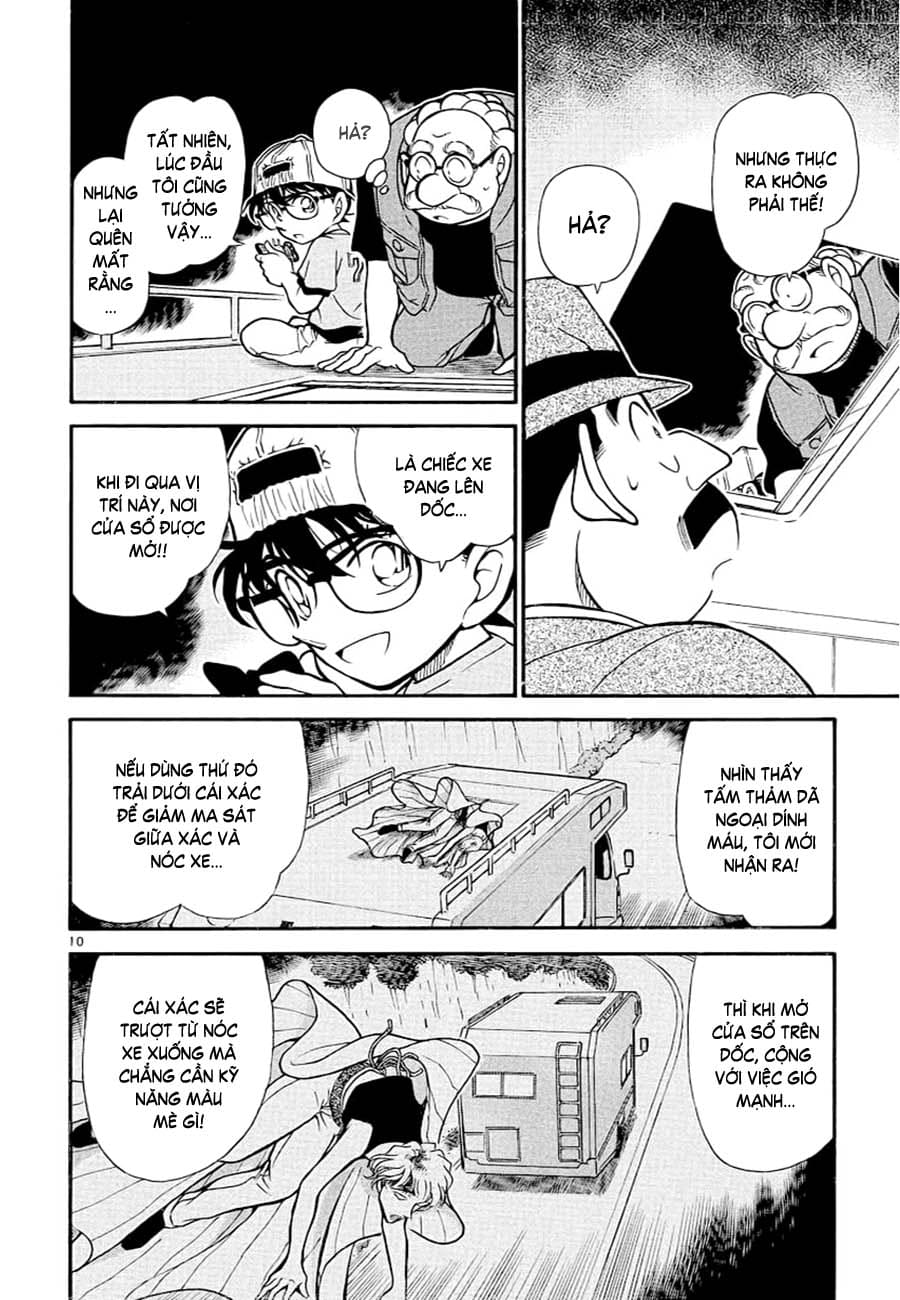 NHƯNG THỰC
RA KHÔNG
PHẢI THẾ!
HẢ?
HẢ?
TẤT NHIÊN,
LÚC ĐẦU
TÔI CŨNG
TƯỞNG
VẬY...
NHƯNG
LẠI
QUÊN
MẤT
RẰNG
...
LÀ CHIẾC XE
ĐANG LÊN
DỐC...
KHI ĐI QUA VỊ
TRÍ NÀY, NƠI
CỬA SỔ ĐƯỢC
MỞ!!
NHÌN THẤY
TẤM THẢM DÃ
NGOẠI DÍNH
MÁU, TÔI MỚI
NHẬN RA!
NẾU DÙNG THỨ ĐÓ
TRẢI DƯỚI CÁI XÁC
ĐỂ GIẢM MA SÁT
GIỮA XÁC VÀ
NÓC XE...
10
THÌ KHI MỞ
CỬA SỔ TRÊN
DỐC, CỘNG
VỚI VIỆC GIÓ
MẠNH...
CÁI XÁC SẼ
TRƯỢT TỪ NÓC
XE XUỐNG MÀ
CHẲNG CẦN KỸ
NĂNG MÀU
MÈ GÌ!